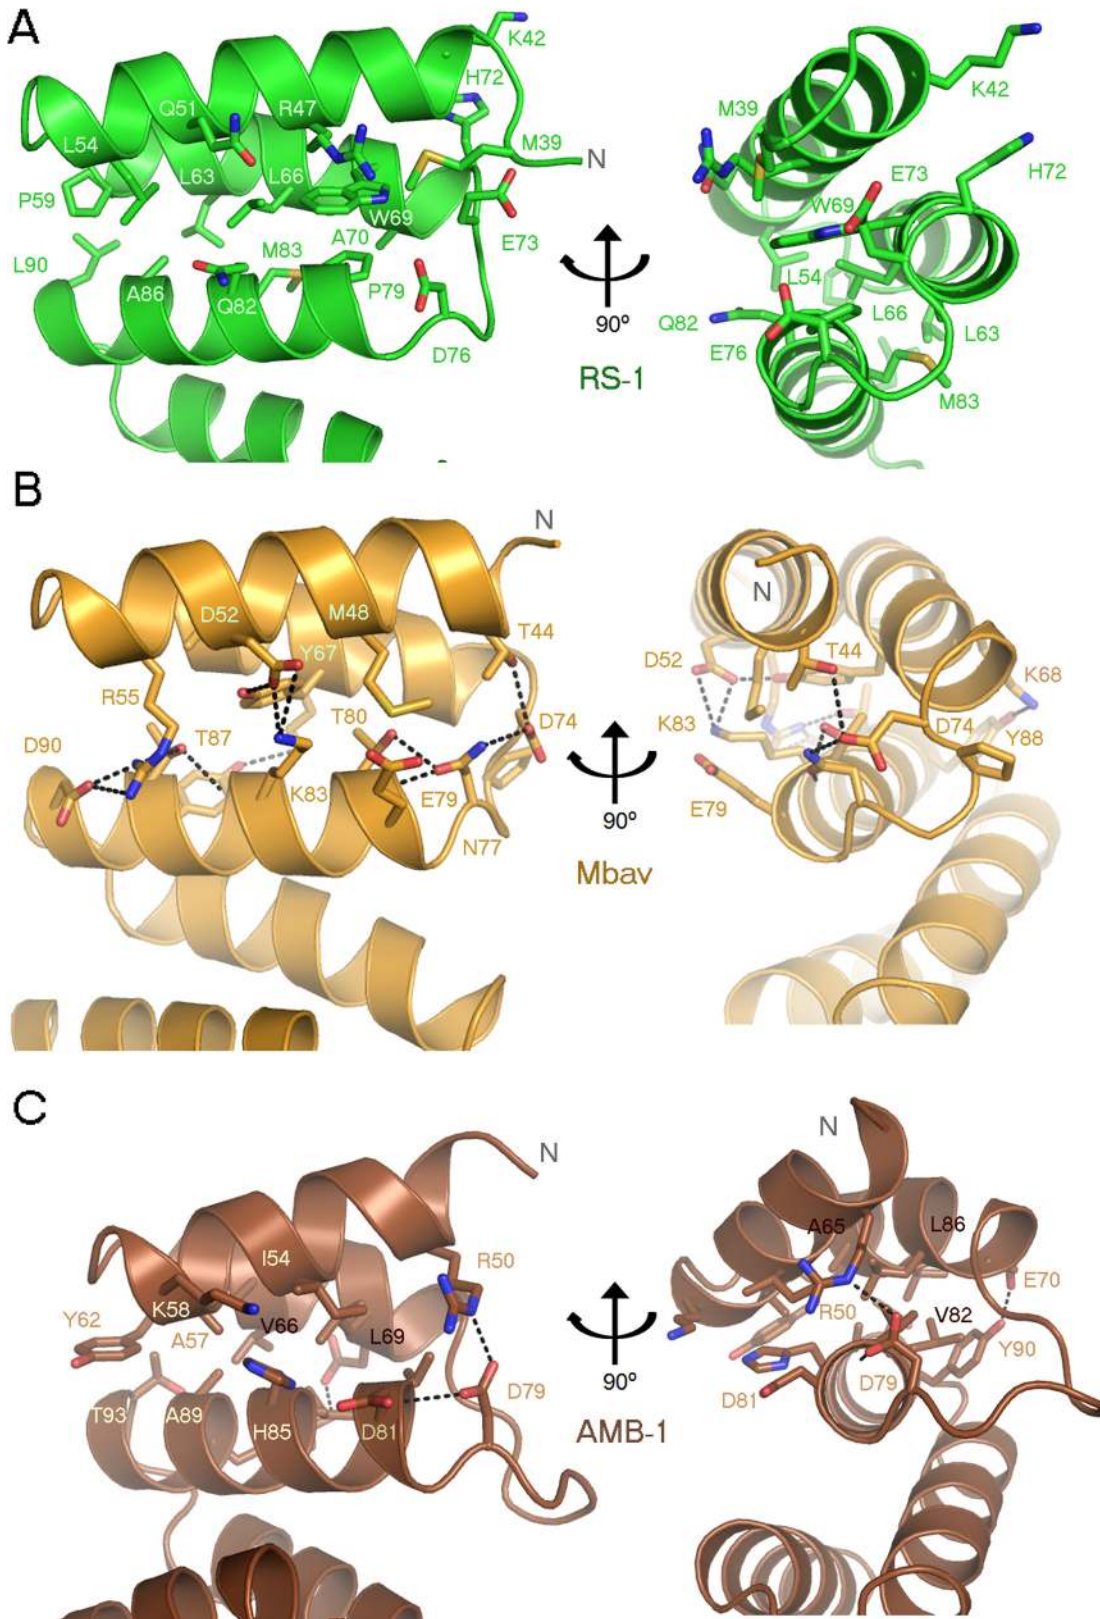 A
K42
H72
Q51
R47
L54
M39
N
L63
L66
P59
W69
E73
A70
M83
L90
P79
A86
Q82
D76
90º
RS-1
K42
M39
E73
H72
W69
L54
L66
Q82
L63
E76
M83
B
N
D52
M48
T44
Y67
R55
T80
D74
D90
T87
K83
E79
N77
90º
Mbav
N
D52
T44
K68
K83
D74
Y88
E79
C
N
I54
R50
K58
Y62
V66
A57
L69
D79
T93
A89
H85
D81
90º
AMB-1
N
A65
L86
E70
R50
V82
Y90
D81
D79